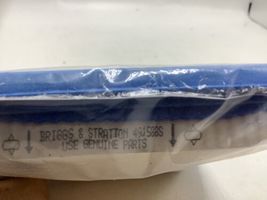 BRIGGS & STRATTON 491588S
USE GENUINE PARTS